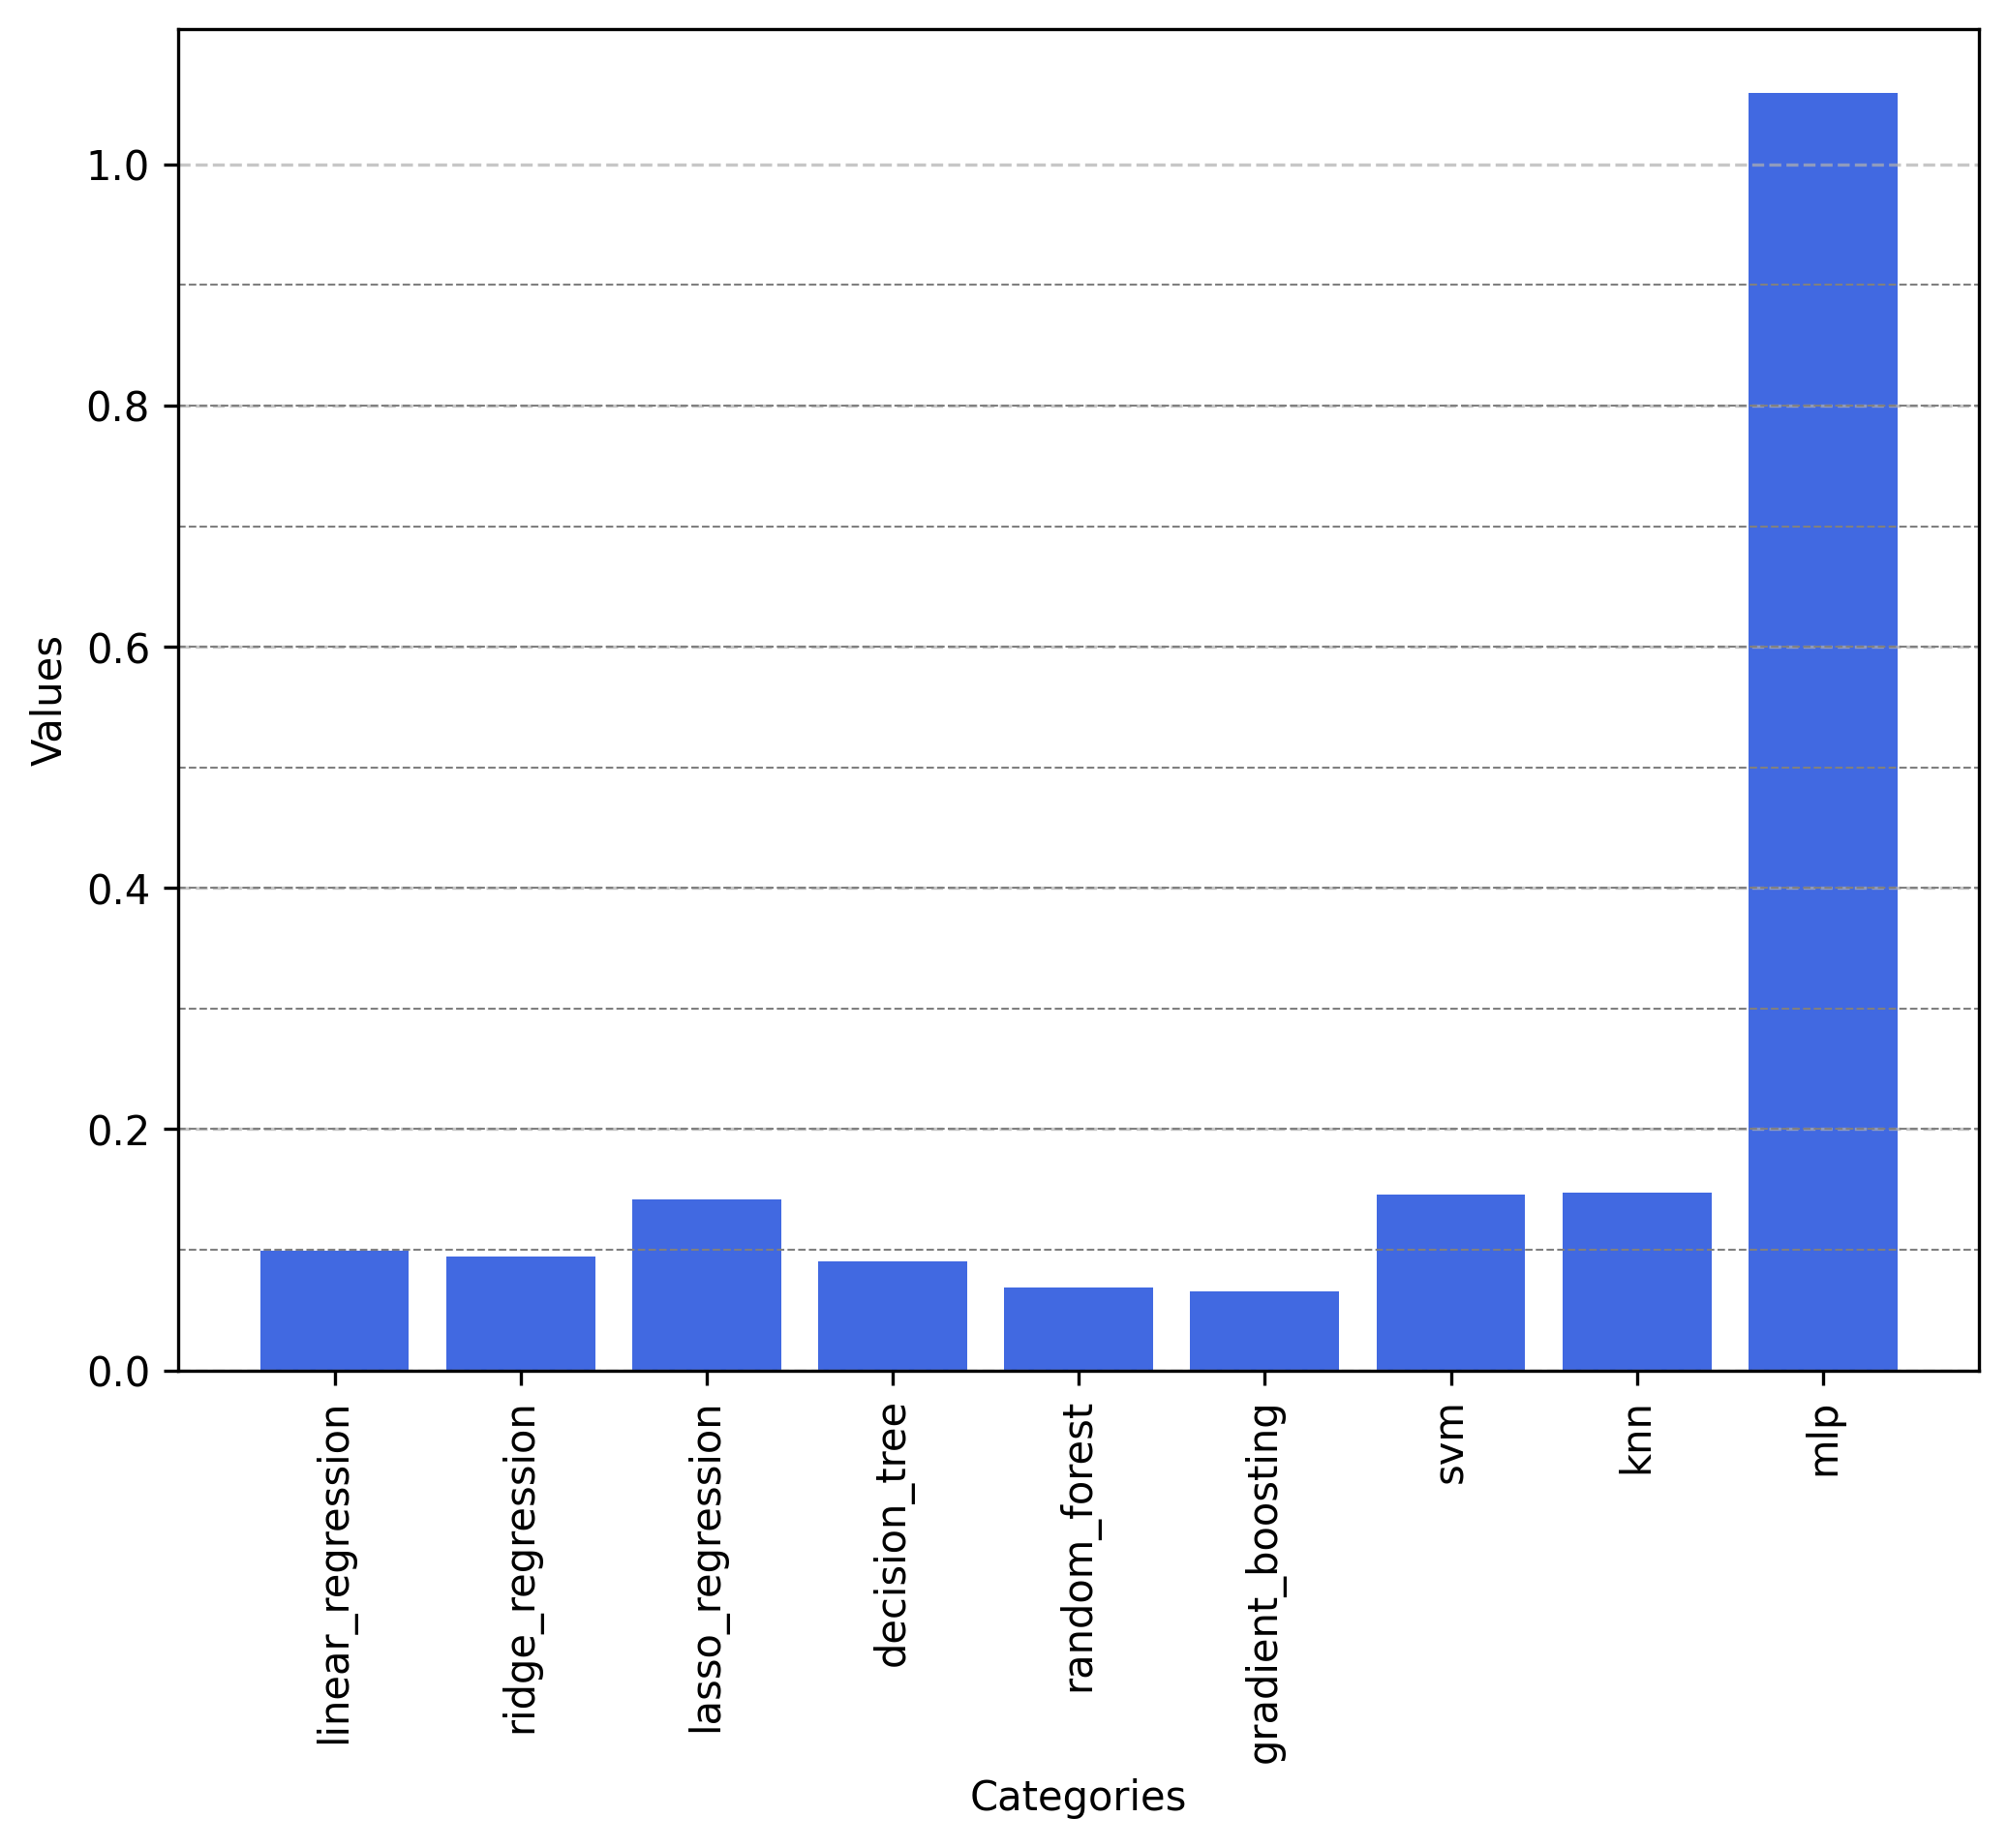 Values
1.0
0.8
0.6
0.4
0.2
0.0
linear_regression
ridge_regression
lasso_regression
decision_tree
random_forest
gradient_boosting
svm
knn
mlp
Categories